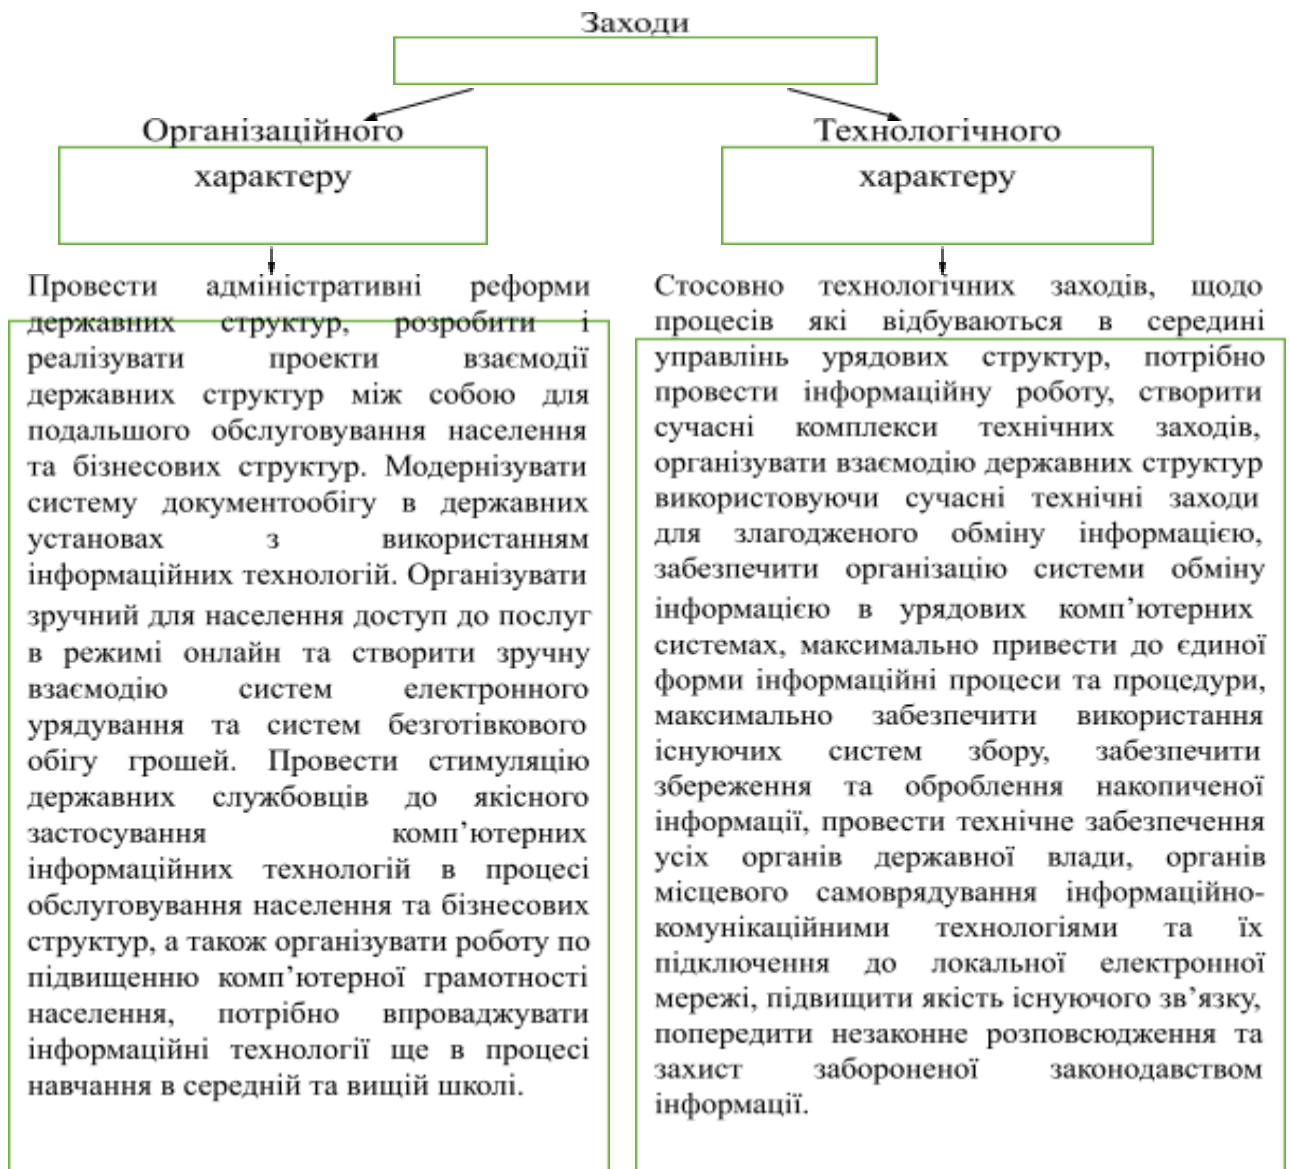 Заходи
Організаційного
характеру
Технологічного
характеру
Провести адміністративні реформи
державних структур, розробити і
реалізувати проекти взаємодії
державних структур між собою для
подальшого обслуговування населення
та бізнесових структур. Модернізувати
систему документообігу в державних
установах з використанням
інформаційних технологій. Організувати
зручний для населення доступ до послуг
в режимі онлайн та створити зручну
взаємодію систем електронного
урядування та систем безготівкового
обігу грошей. Провести стимуляцію
державних службовців до якісного
застосування комп’ютерних
інформаційних технологій в процесі
обслуговування населення та бізнесових
структур, а також організувати роботу по
підвищенню комп’ютерної грамотності
населення, потрібно впроваджувати
інформаційні технології ще в процесі
навчання в середній та вищій школі.
Стосовно технологічних заходів, щодо
процесів які відбуваються в середині
управлінь урядових структур, потрібно
провести інформаційну роботу, створити
сучасні комплекси технічних заходів,
організувати взаємодію державних структур
використовуючи сучасні технічні заходи
для злагодженого обміну інформацією,
забезпечити організацію системи обміну
інформацією в урядових комп’ютерних
системах, максимально привести до єдиної
форми інформаційні процеси та процедури,
максимально забезпечити використання
існуючих систем збору, забезпечити
збереження та оброблення накопиченої
інформації, провести технічне забезпечення
усіх органів державної влади, органів
місцевого самоврядування інформаційно-
комунікаційними технологіями та їх
підключення до локальної електронної
мережі, підвищити якість існуючого зв’язку,
попередити незаконне розповсюдження та
захист забороненої законодавством
інформації.